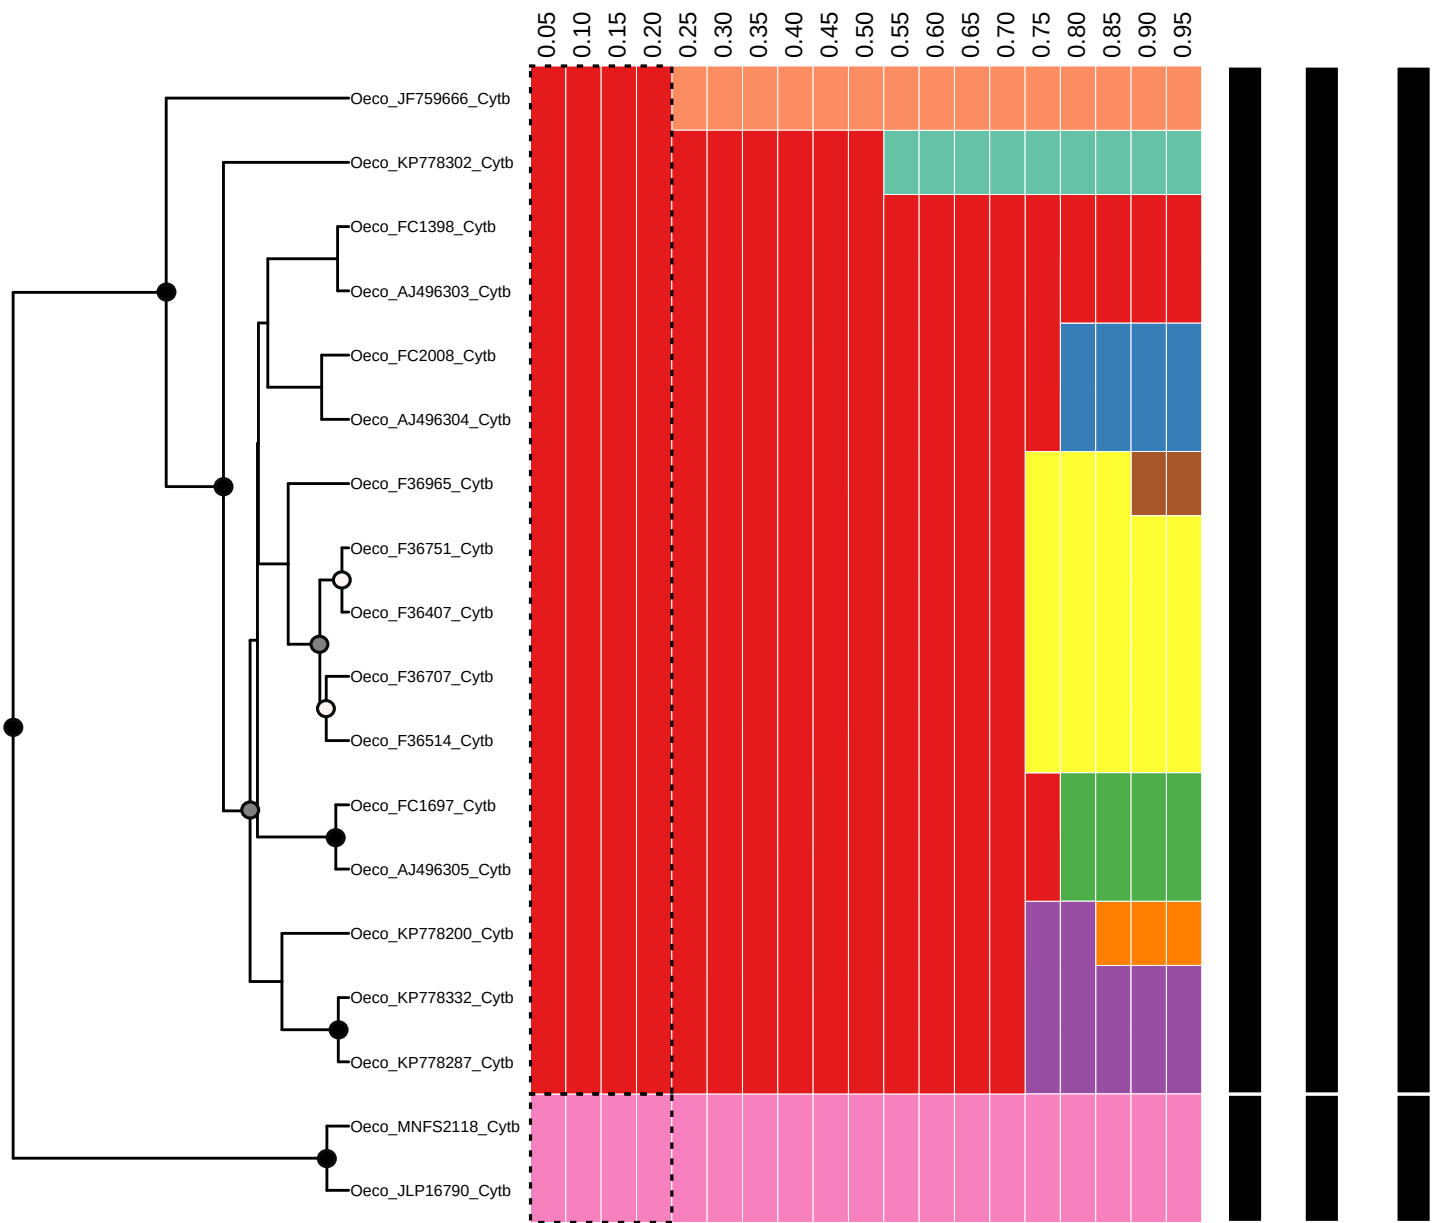 0.05 0.10 0.15 0.20 0.25 0.30 0.35 0.40 0.45 0.50 0.55 0.60 0.65 0.70 0.75 0.80 0.85 0.90 0.95
Oeco_JF759666_Cytb
Oeco_KP778302_Cytb
Oeco_FC1398_Cytb
Oeco_AJ496303_Cytb
Oeco_FC2008_Cytb
Oeco_AJ496304_Cytb
Oeco_F36965_Cytb
Oeco_F36751_Cytb
Oeco_F36407_Cytb
Oeco_F36707_Cytb
Oeco_F36514_Cytb
Oeco_FC1697_Cytb
Oeco_AJ496305_Cytb
Oeco_KP778200_Cytb
Oeco_KP778332_Cytb
Oeco_KP778287_Cytb
Oeco_MNFS2118_Cytb
Oeco_JLP16790_Cytb